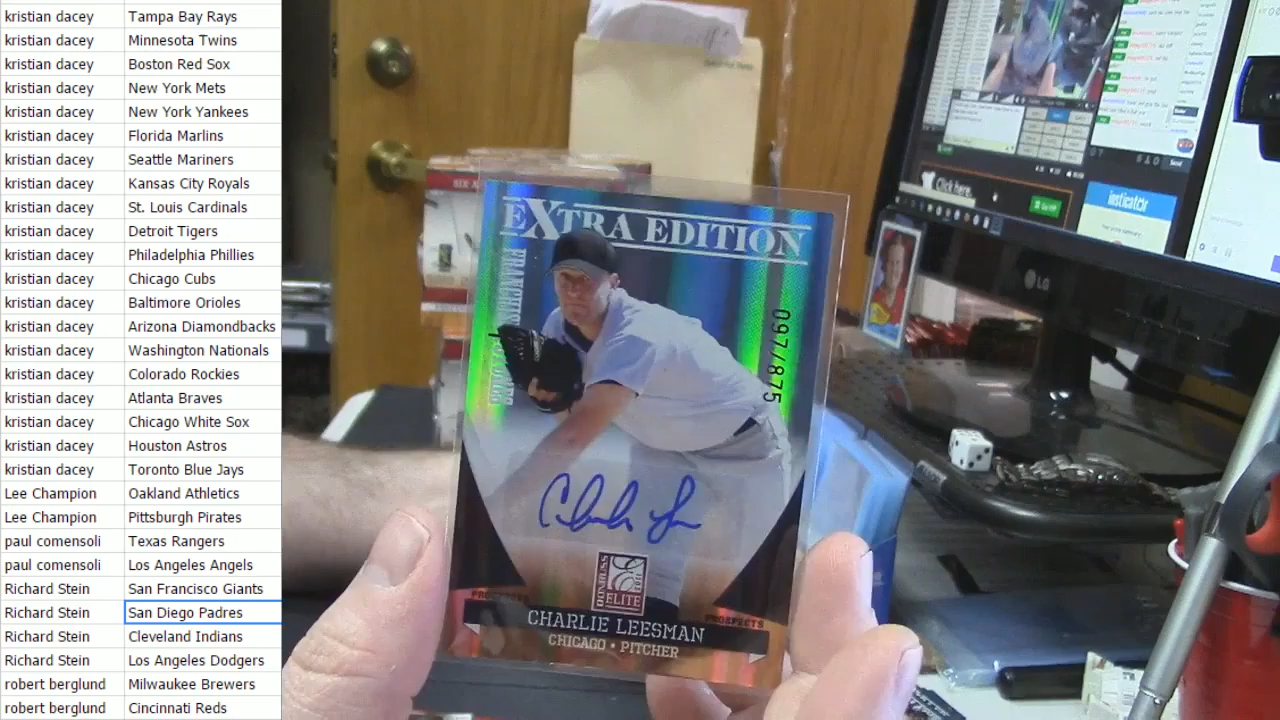 kristian dacey Tampa Bay Rays
kristian dacey Minnesota Twins
kristian dacey Boston Red Sox
kristian dacey New York Mets
kristian dacey New York Yankees
kristian dacey Florida Marlins
kristian dacey Seattle Mariners
kristian dacey Kansas City Royals
kristian dacey St. Louis Cardinals
kristian dacey Detroit Tigers
kristian dacey Philadelphia Phillies
kristian dacey Chicago Cubs
kristian dacey Baltimore Orioles
kristian dacey Arizona Diamondbacks
kristian dacey Washington Nationals
kristian dacey Colorado Rockies
kristian dacey Atlanta Braves
kristian dacey Chicago White Sox
kristian dacey Houston Astros
kristian dacey Toronto Blue Jays
Lee Champion Oakland Athletics
Lee Champion Pittsburgh Pirates
paul comensoli Texas Rangers
paul comensoli Los Angeles Angels
Richard Stein San Francisco Giants
Richard Stein San Diego Padres
Richard Stein Cleveland Indians
Richard Stein Los Angeles Dodgers
robert berglund Milwaukee Brewers
robert berglund Cincinnati Reds
EXTRA EDITION
097/875
DONRUSS
ELITE
PROSPECTS
PROSPECTS
CHARLIE LEESMAN
CHICAGO • PITCHER
Click here.
insticator
LG